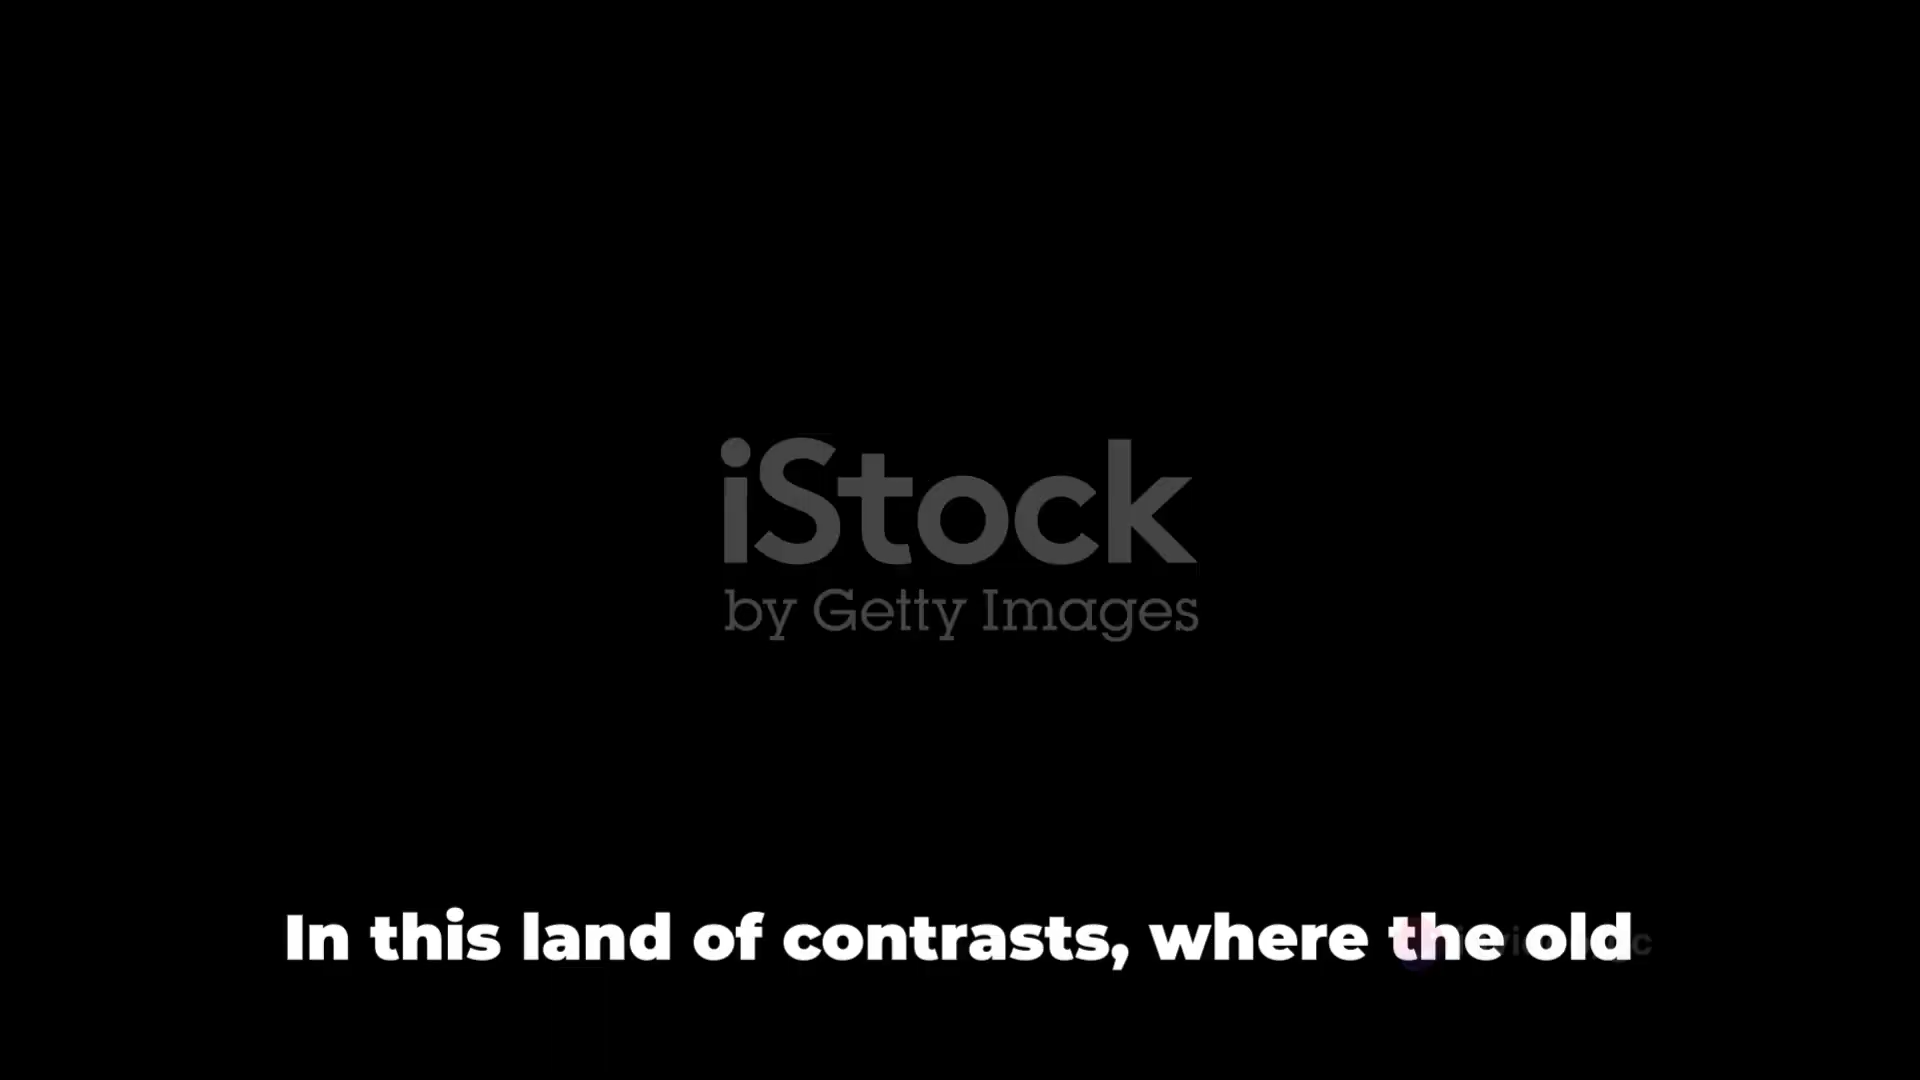 iStock
by Getty Images
In this land of contrasts, where the old